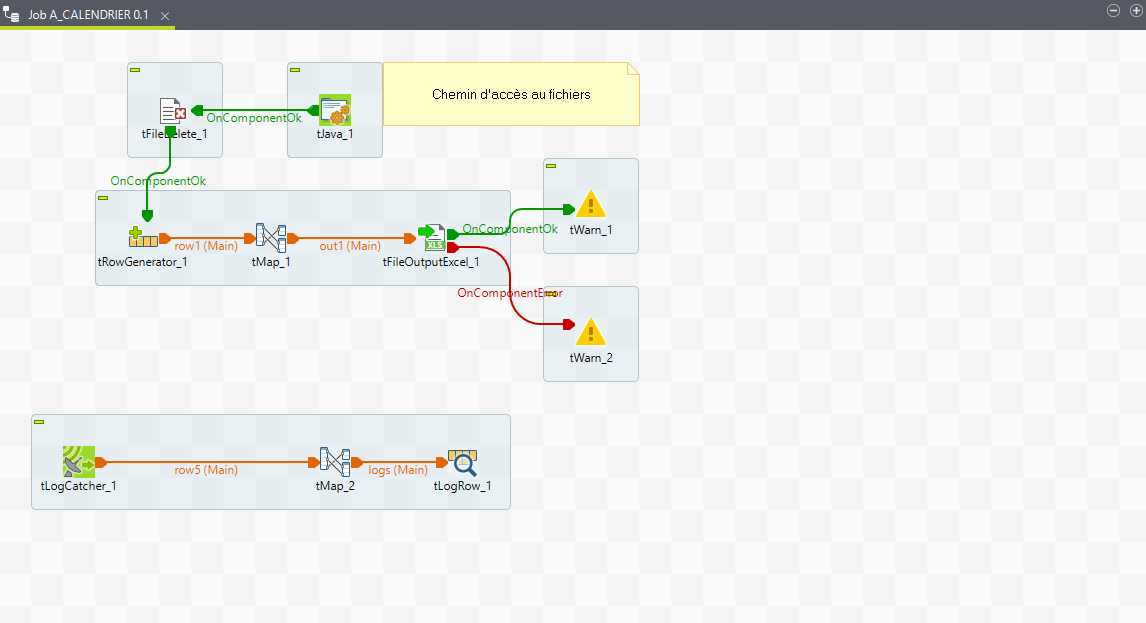 Job A_CALENDRIER 0.1
Chemin d'accès au fichiers
OnComponentOk
tFileDelete_1
tJava_1
OnComponentOk
OnComponentOk
tWarn_1
row1 (Main)
out1 (Main)
XLS
tRowGenerator_1
tMap_1
tFileOutputExcel_1
OnComponentError
tWarn_2
row5 (Main)
logs (Main)
tLogCatcher_1
tMap_2
tLogRow_1